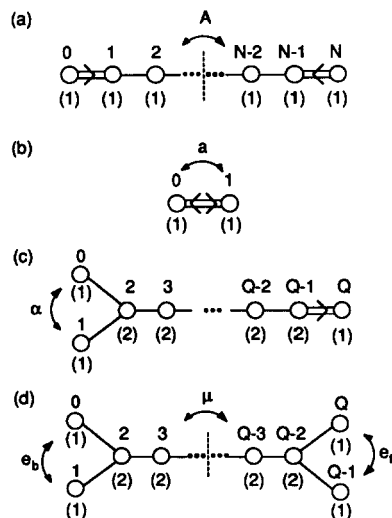 (a) A
0 1 2 N-2 N-1 N
(1) (1) (1) (1) (1) (1)
(b) a
0 1
(1) (1)
(c) 0
(1)
α 2 3 Q-2 Q-1 Q
(2) (2) (2) (2) (1)
1
(1)
(d) 0 μ Q
(1) (1)
e_b 2 3 Q-3 Q-2
(2) (2) (2) (2)
1 Q-1
(1) (1)